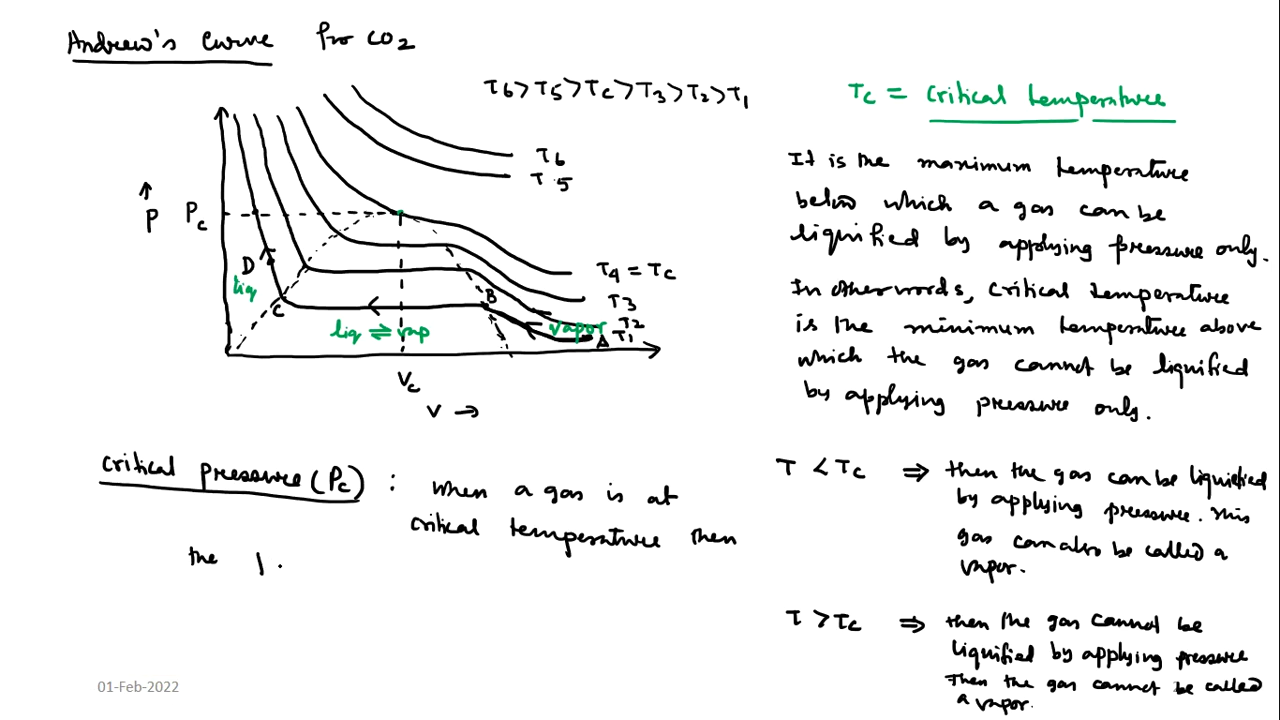 Andrew's Curve for CO2
T6 > T5 > Tc > T3 > T2 > T1
T6
T5
↑
P
Pc
T4 = Tc
T3
T2
T1
D
liq
C
B
A
liq ⇌ vap
vapor
Vc
V →
critical pressure (Pc) : when a gas is at
critical temperature then
the
Tc = critical temperature
It is the maximum temperature
below which a gas can be
liquified by applying pressure only.
In other words, critical temperature
is the minimum temperature above
which the gas cannot be liquified
by applying pressure only.
T < Tc ⇒ then the gas can be liquified
by applying pressure. This
gas can also be called a
vapor.
T > Tc ⇒ then the gas cannot be
liquified by applying pressure
Then the gas cannot be called
a vapor.
01-Feb-2022